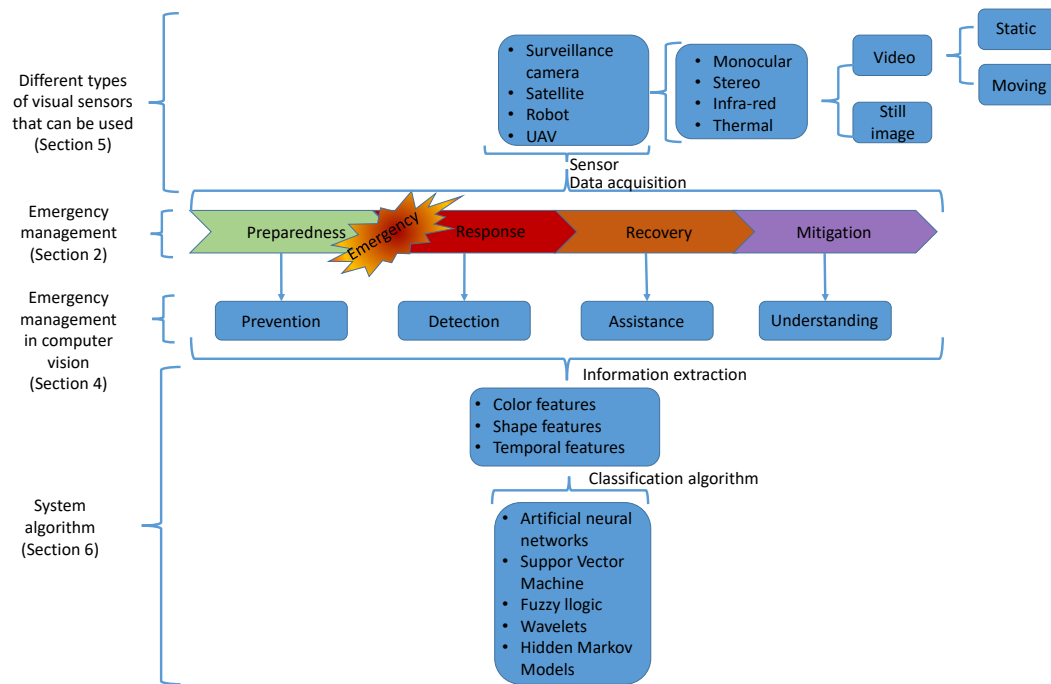 Different types
of visual sensors
that can be used
(Section 5)
• Surveillance
camera
• Satellite
• Robot
• UAV
• Monocular
• Stereo
• Infra-red
• Thermal
Video
Still
image
Static
Moving
Sensor
Data acquisition
Emergency
management
(Section 2)
Preparedness
Emergency
Response
Recovery
Mitigation
Emergency
management
in computer
vision
(Section 4)
Prevention
Detection
Assistance
Understanding
Information extraction
System
algorithm
(Section 6)
• Color features
• Shape features
• Temporal features
Classification algorithm
• Artificial neural
networks
• Suppor Vector
Machine
• Fuzzy llogic
• Wavelets
• Hidden Markov
Models